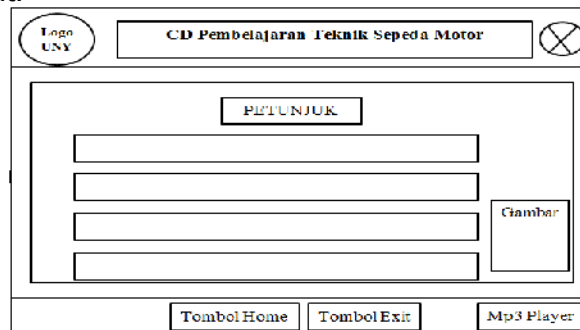 Logo
UNY
CD Pembelajaran Teknik Sepeda Motor
PETUNJUK
Gambar
Tombol Home
Tombol Exit
Mp3 Player